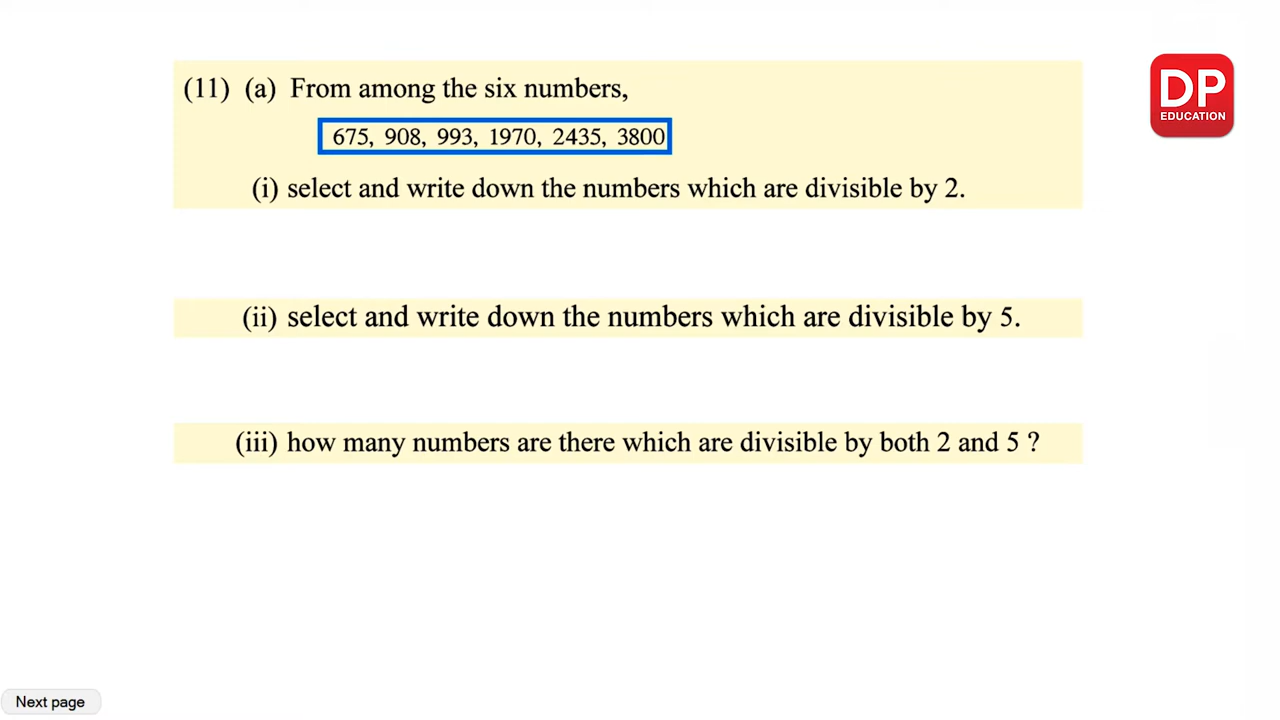 DP
EDUCATION
(11) (a) From among the six numbers,
675, 908, 993, 1970, 2435, 3800
(i) select and write down the numbers which are divisible by 2.
(ii) select and write down the numbers which are divisible by 5.
(iii) how many numbers are there which are divisible by both 2 and 5 ?
Next page